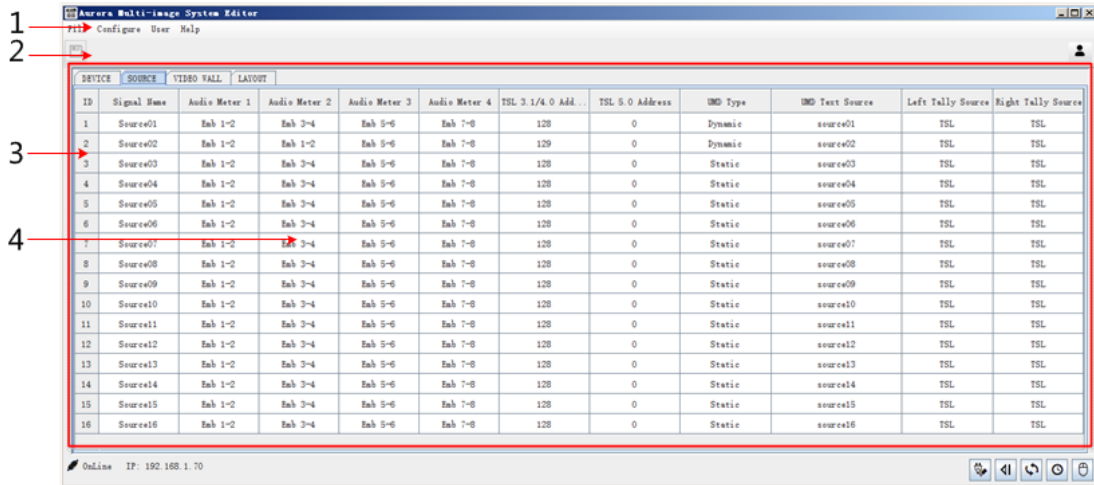 Aurora Multi-image System Editor
1 Configure User Help
2
DEVICE SOURCE VIDEO WALL LAYOUT
ID Signal Name Audio Meter 1 Audio Meter 2 Audio Meter 3 Audio Meter 4 TSL 3.1/4.0 Add... TSL 5.0 Address UMD Type UMD Text Source Left Tally Source Right Tally Source
1 Source01 Emb 1-2 Emb 3-4 Emb 5-6 Emb 7-8 128 0 Dynamic source01 TSL TSL
2 Source02 Emb 1-2 Emb 1-2 Emb 5-6 Emb 7-8 129 0 Dynamic source02 TSL TSL
3
3 Source03 Emb 1-2 Emb 3-4 Emb 5-6 Emb 7-8 128 0 Static source03 TSL TSL
4 Source04 Emb 1-2 Emb 3-4 Emb 5-6 Emb 7-8 128 0 Static source04 TSL TSL
5 Source05 Emb 1-2 Emb 3-4 Emb 5-6 Emb 7-8 128 0 Static source05 TSL TSL
6 Source06 Emb 1-2 Emb 3-4 Emb 5-6 Emb 7-8 128 0 Static source06 TSL TSL
4
7 Source07 Emb 1-2 Emb 3-4 Emb 5-6 Emb 7-8 128 0 Static source07 TSL TSL
8 Source08 Emb 1-2 Emb 3-4 Emb 5-6 Emb 7-8 128 0 Static source08 TSL TSL
9 Source09 Emb 1-2 Emb 3-4 Emb 5-6 Emb 7-8 128 0 Static source09 TSL TSL
10 Source10 Emb 1-2 Emb 3-4 Emb 5-6 Emb 7-8 128 0 Static source10 TSL TSL
11 Source11 Emb 1-2 Emb 3-4 Emb 5-6 Emb 7-8 128 0 Static source11 TSL TSL
12 Source12 Emb 1-2 Emb 3-4 Emb 5-6 Emb 7-8 128 0 Static source12 TSL TSL
13 Source13 Emb 1-2 Emb 3-4 Emb 5-6 Emb 7-8 128 0 Static source13 TSL TSL
14 Source14 Emb 1-2 Emb 3-4 Emb 5-6 Emb 7-8 128 0 Static source14 TSL TSL
15 Source15 Emb 1-2 Emb 3-4 Emb 5-6 Emb 7-8 128 0 Static source15 TSL TSL
16 Source16 Emb 1-2 Emb 3-4 Emb 5-6 Emb 7-8 128 0 Static source16 TSL TSL
OnLine IP: 192.168.1.70